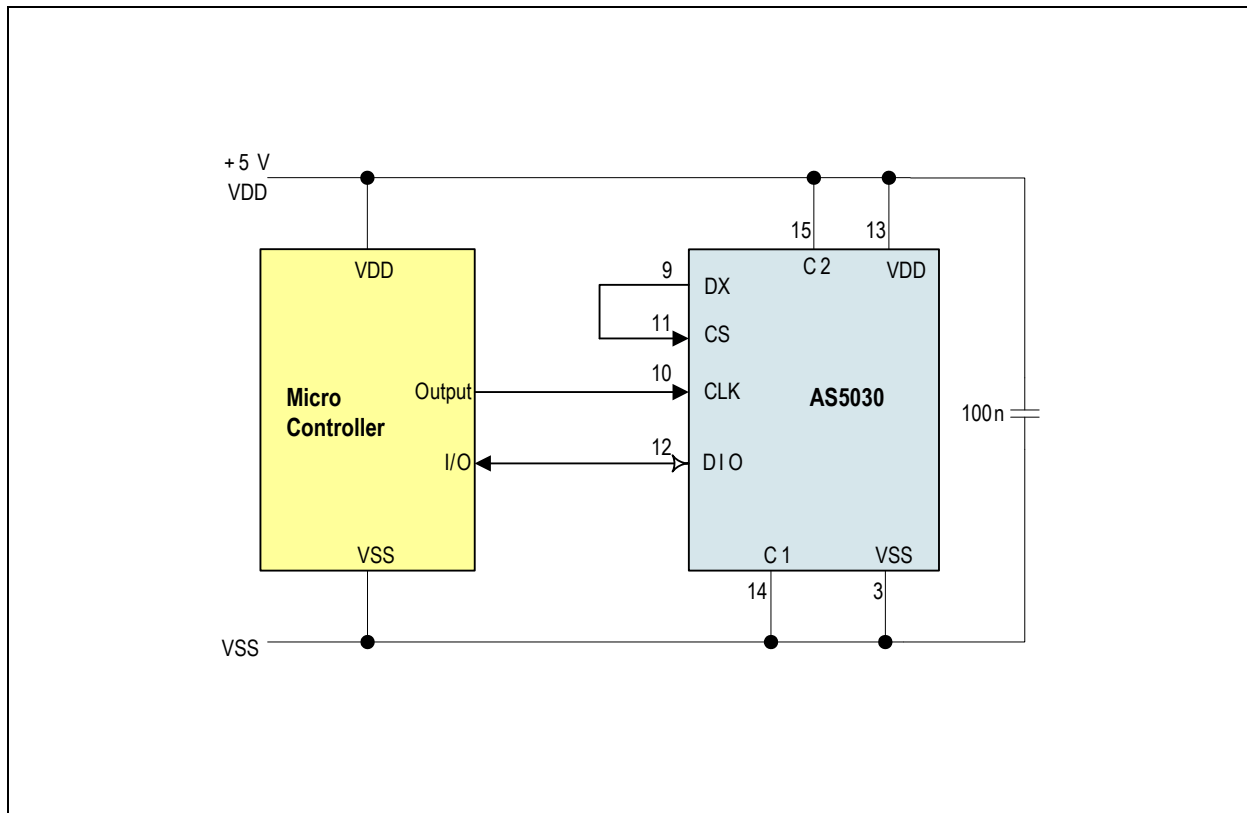 +5 V
VDD
15
13
VDD
C2
VDD
9
DX
11
CS
10
Output
CLK
Micro
Controller
AS5030
100n
12
I/O
DIO
VSS
C1
VSS
14
3
VSS